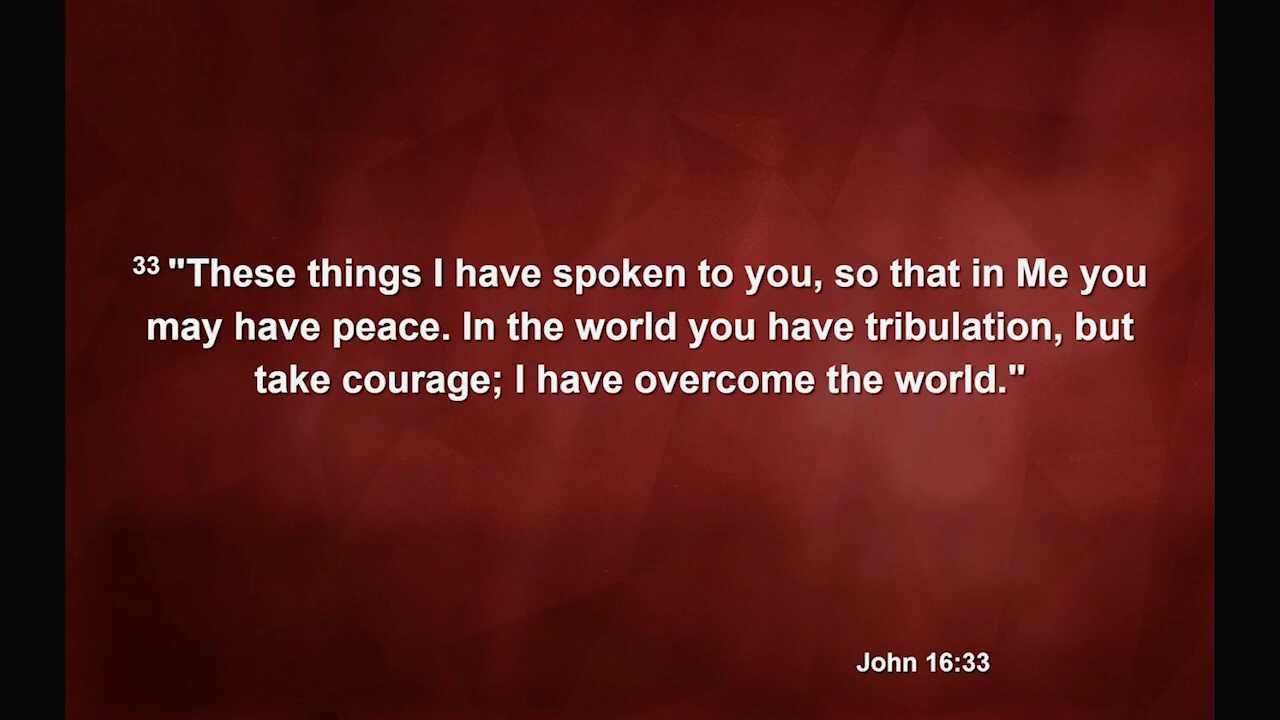 33 "These things I have spoken to you, so that in Me you
may have peace. In the world you have tribulation, but
take courage; I have overcome the world."
John 16:33